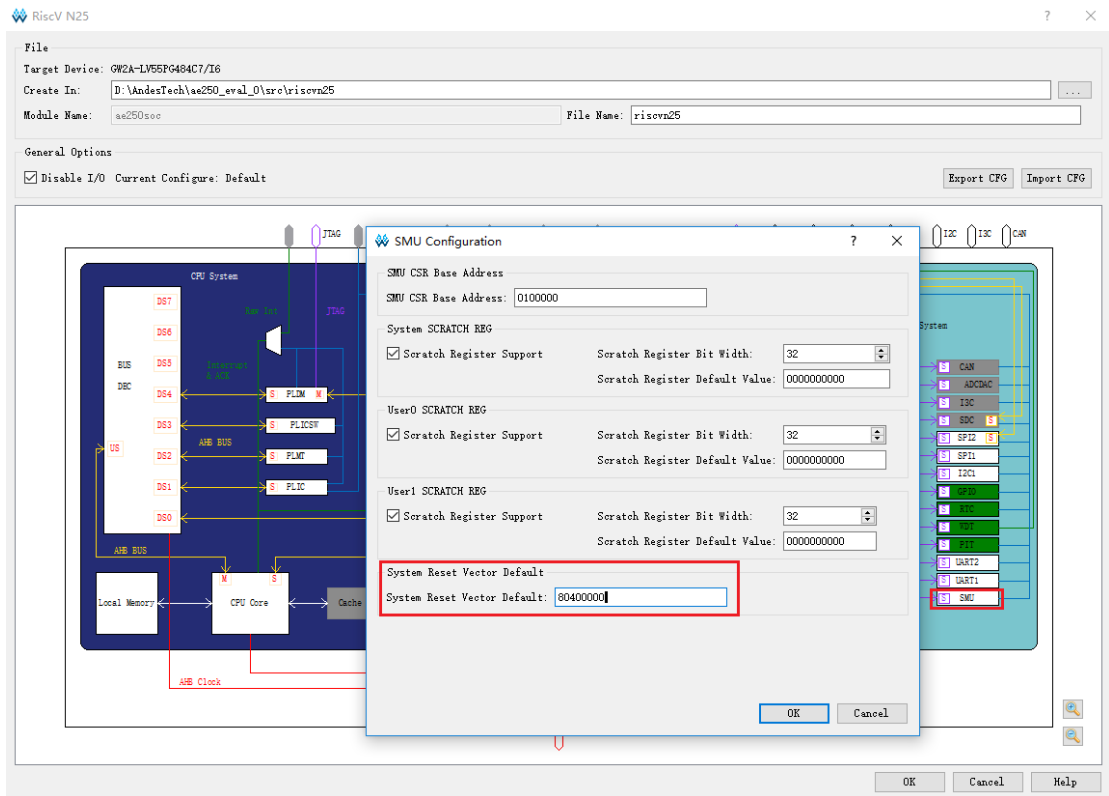 RiscV N25
File
Target Device: GW2A-LV55PG484C7/I6
Create In: D:\AndesTech\ae250_eval_0\src\riscvn25 ...
Module Name: ae250soc File Name: riscvn25
General Options
Disable I/O Current Configure: Default Export CFG Import CFG
JTAG
I2C I3C CAN
CPU System
Raw Int JTAG
Interrupt & ACK
BUS DEC
DS7
DS6
DS5
DS4
DS3
DS2
DS1
DS0
US
AHB BUS
S PLDM M
S PLICSW
S PLMT
S PLIC
AHB BUS
M S
Local Memory CPU Core Cache
AHB Clock
SMU Configuration ?
SMU CSR Base Address
SMU CSR Base Address: 0100000
System SCRATCH REG
Scratch Register Support Scratch Register Bit Width: 32
Scratch Register Default Value: 0000000000
User0 SCRATCH REG
Scratch Register Support Scratch Register Bit Width: 32
Scratch Register Default Value: 0000000000
User1 SCRATCH REG
Scratch Register Support Scratch Register Bit Width: 32
Scratch Register Default Value: 0000000000
System Reset Vector Default
System Reset Vector Default: 80400000
OK Cancel
System
S CAN
S ADCDAC
S I3C
S SDC S
S SPI2 S
S SPI1
S I2C1
S GPIO
S RTC
S WDT
S PIT
S UART2
S UART1
S SMU
OK Cancel Help